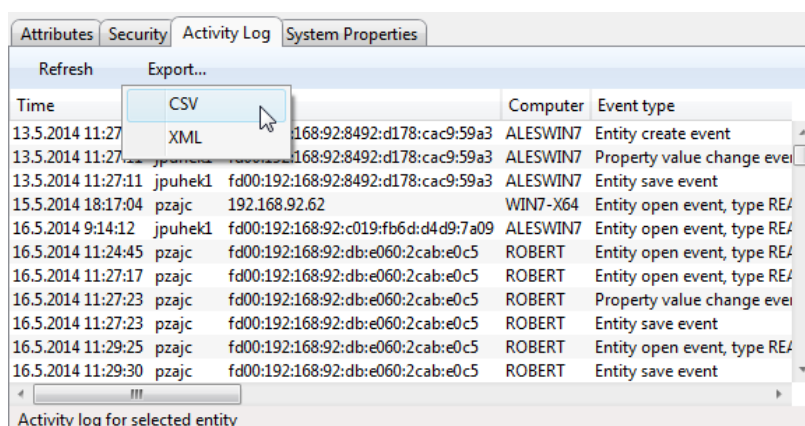 Attributes Security Activity Log System Properties
Refresh Export...
CSV
XML
Time Computer Event type
13.5.2014 11:27 :168:92:8492:d178:cac9:59a3 ALESWIN7 Entity create event
13.5.2014 11:27:11 jpuhek1 fd00:192:168:92:8492:d178:cac9:59a3 ALESWIN7 Property value change even
13.5.2014 11:27:11 jpuhek1 fd00:192:168:92:8492:d178:cac9:59a3 ALESWIN7 Entity save event
15.5.2014 18:17:04 pzajc 192.168.92.62 WIN7-X64 Entity open event, type REA
16.5.2014 9:14:12 jpuhek1 fd00:192:168:92:c019:fb6d:d4d9:7a09 ALESWIN7 Entity open event, type REA
16.5.2014 11:24:45 pzajc fd00:192:168:92:db:e060:2cab:e0c5 ROBERT Entity open event, type REA
16.5.2014 11:27:17 pzajc fd00:192:168:92:db:e060:2cab:e0c5 ROBERT Entity open event, type REA
16.5.2014 11:27:23 pzajc fd00:192:168:92:db:e060:2cab:e0c5 ROBERT Property value change even
16.5.2014 11:27:23 pzajc fd00:192:168:92:db:e060:2cab:e0c5 ROBERT Entity save event
16.5.2014 11:29:25 pzajc fd00:192:168:92:db:e060:2cab:e0c5 ROBERT Entity open event, type REA
16.5.2014 11:29:30 pzajc fd00:192:168:92:db:e060:2cab:e0c5 ROBERT Entity save event
Activity log for selected entity